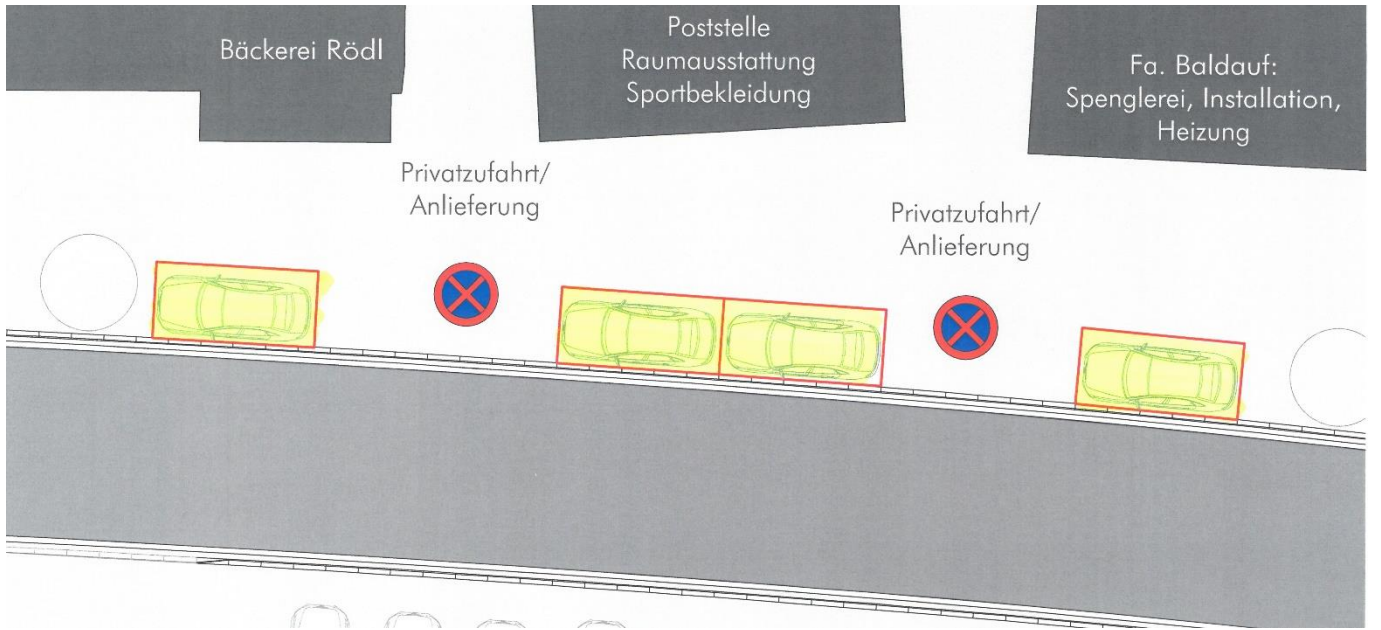 Bäckerei Rödl
Poststelle
Raumausstattung
Sportbekleidung
Fa. Baldauf:
Spenglerei, Installation,
Heizung
Privatzufahrt/
Anlieferung
Privatzufahrt/
Anlieferung